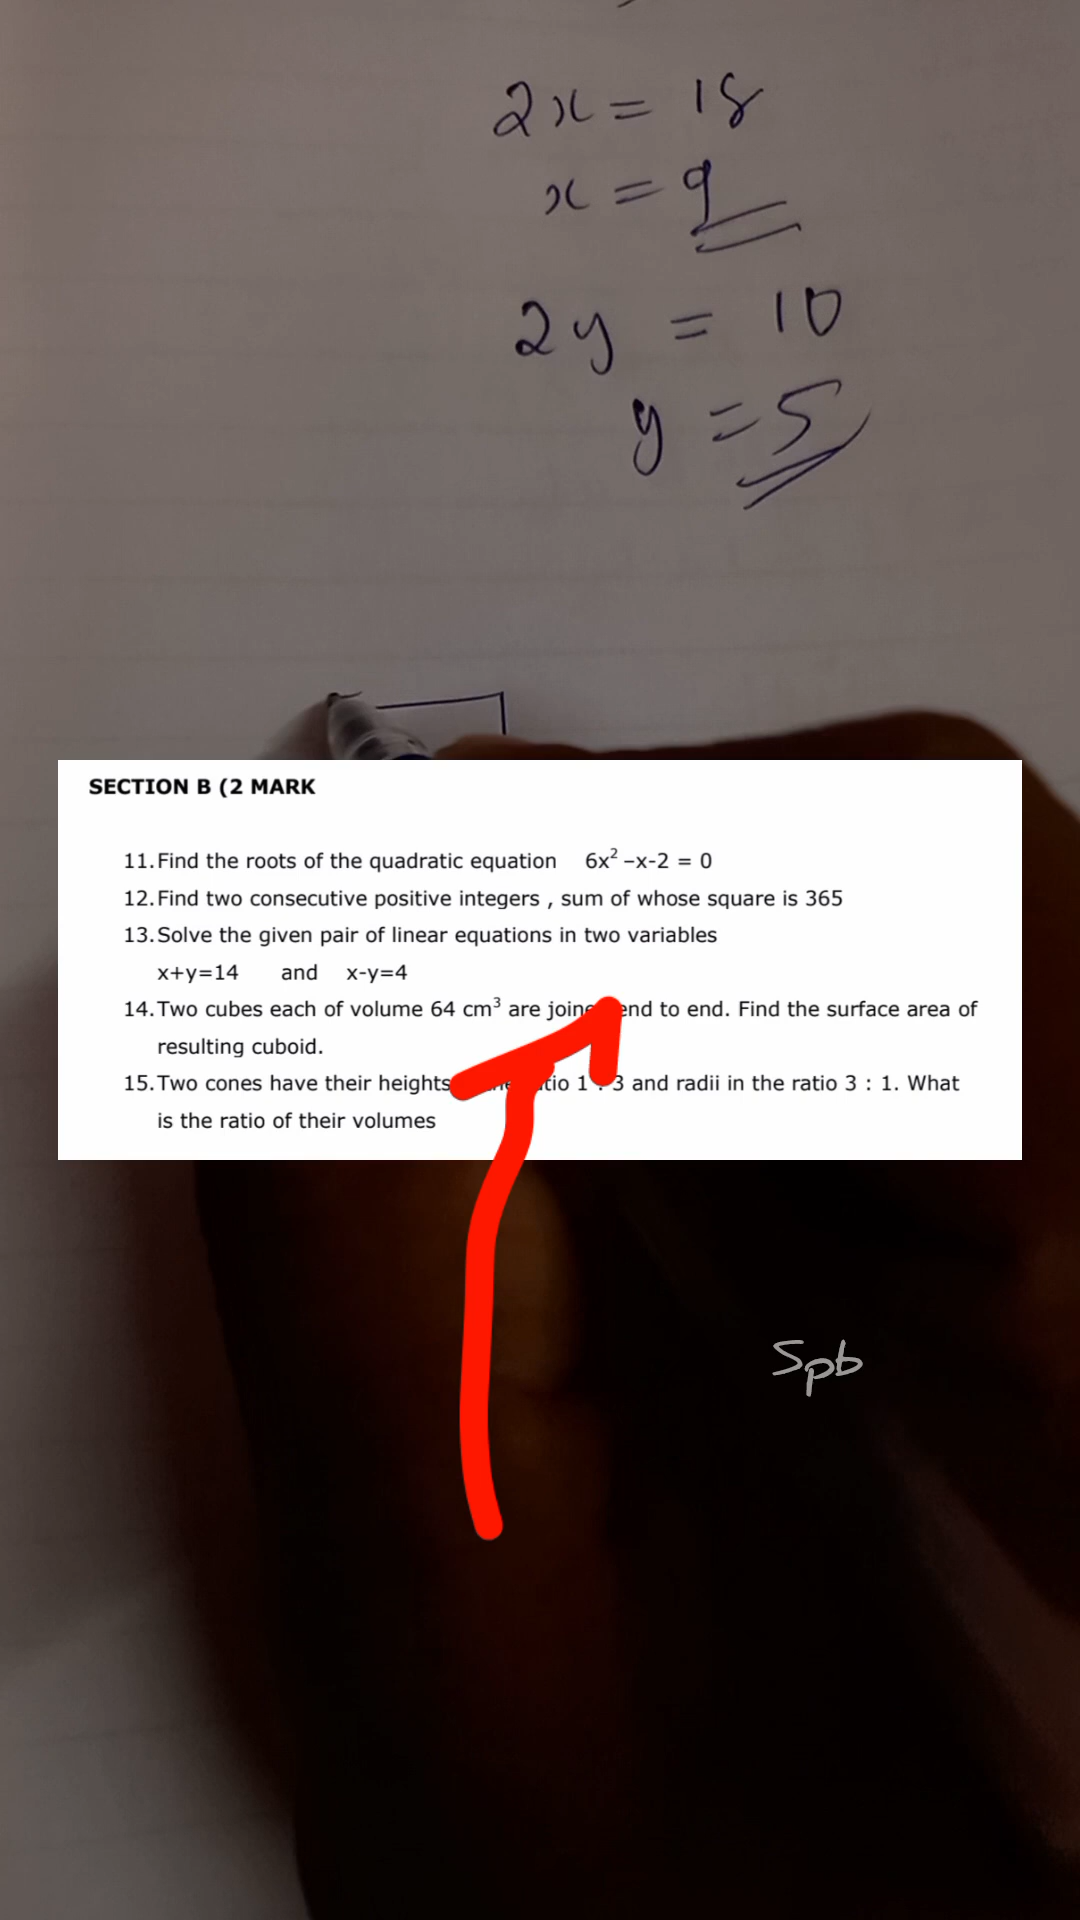 2x = 18
x = 9
2y = 10
y = 5
SECTION B (2 MARK
11. Find the roots of the quadratic equation 6x² –x-2 = 0
12. Find two consecutive positive integers , sum of whose square is 365
13. Solve the given pair of linear equations in two variables
x+y=14 and x-y=4
14. Two cubes each of volume 64 cm³ are end to end. Find the surface area of
resulting cuboid.
15. Two cones have their heights 1 : 3 and radii in the ratio 3 : 1. What
is the ratio of their volumes
Spb